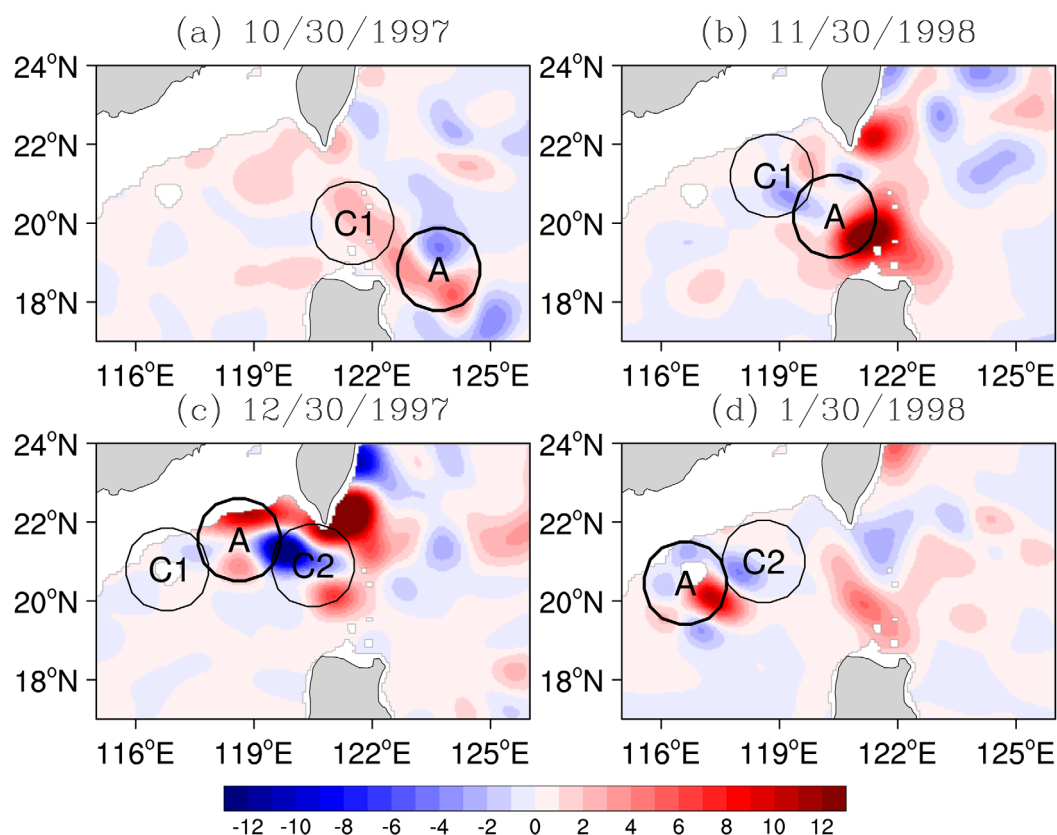 (a) 10/30/1997
(b) 11/30/1998
24°N
22°N
20°N
18°N
C1
A
116°E 119°E 122°E 125°E
24°N
22°N
20°N
18°N
C1
A
116°E 119°E 122°E 125°E
(c) 12/30/1997
(d) 1/30/1998
24°N
22°N
20°N
18°N
C1
A
C2
116°E 119°E 122°E 125°E
24°N
22°N
20°N
18°N
A
C2
116°E 119°E 122°E 125°E
-12 -10 -8 -6 -4 -2 0 2 4 6 8 10 12